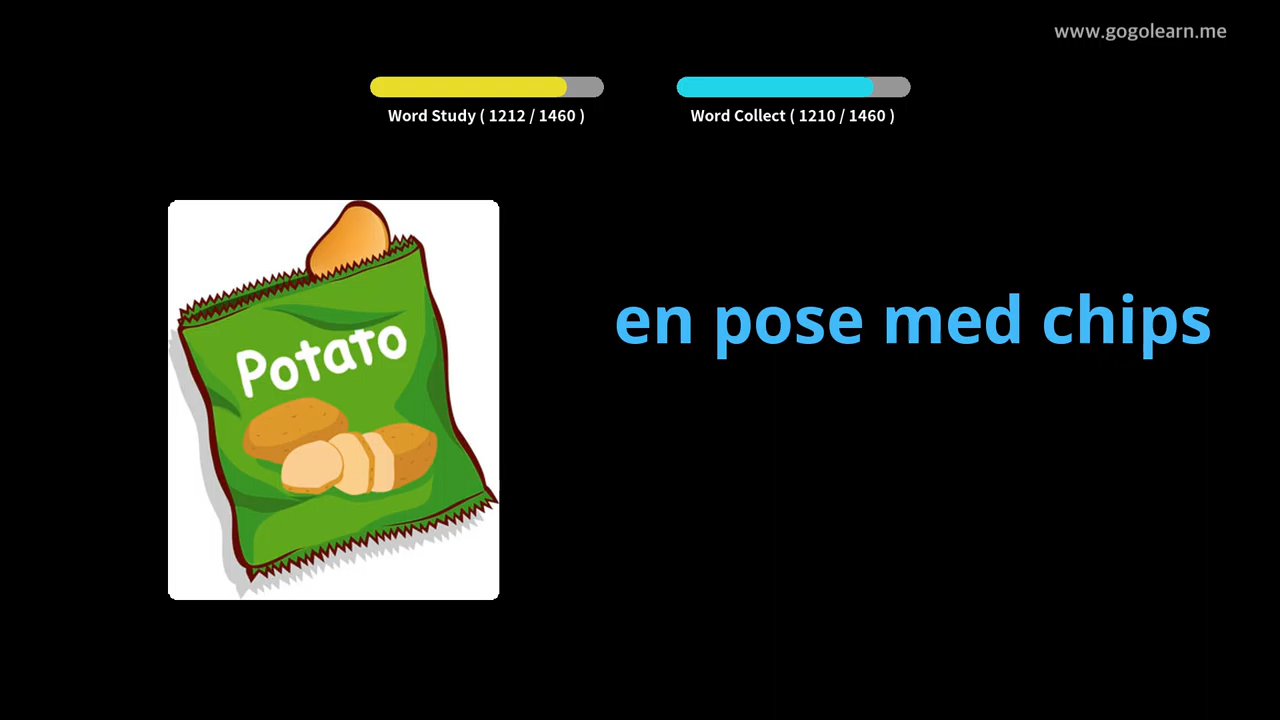 www.gogolearn.me
Word Study ( 1212 / 1460 )
Word Collect ( 1210 / 1460 )
Potato
en pose med chips